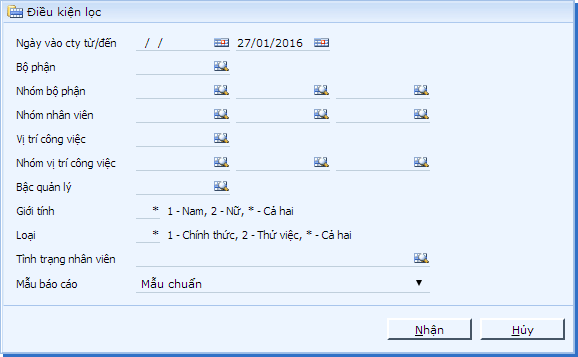 Điều kiện lọc
Ngày vào cty từ/đến / / 27/01/2016
Bộ phận
Nhóm bộ phận
Nhóm nhân viên
Vị trí công việc
Nhóm vị trí công việc
Bậc quản lý
Giới tính * 1 - Nam, 2 - Nữ, * - Cả hai
Loại * 1 - Chính thức, 2 - Thử việc, * - Cả hai
Tình trạng nhân viên
Mẫu báo cáo Mẫu chuẩn
Nhận Hủy